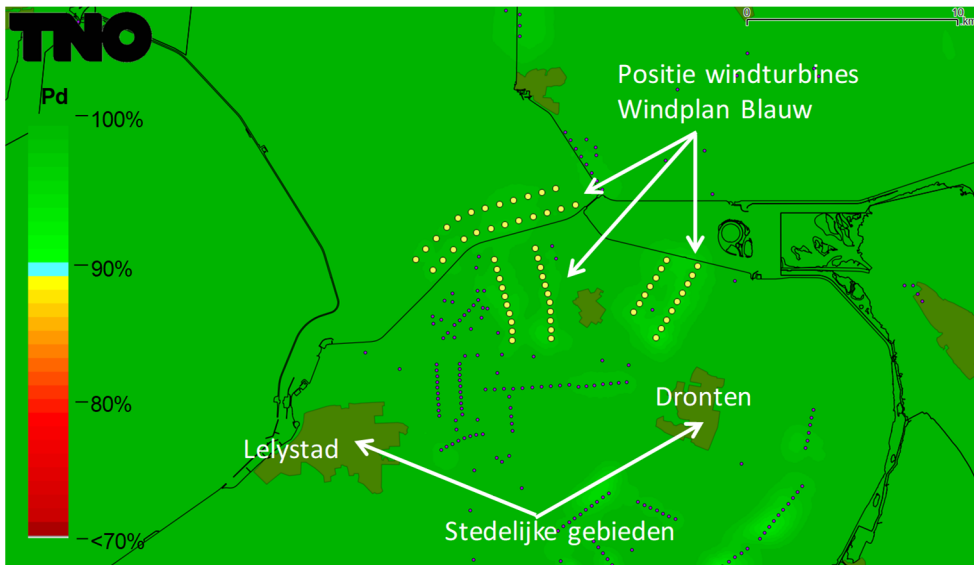 TNO
0 10
km
Pd
100%
90%
80%
<70%
Positie windturbines
Windplan Blauw
Dronten
Lelystad
Stedelijke gebieden